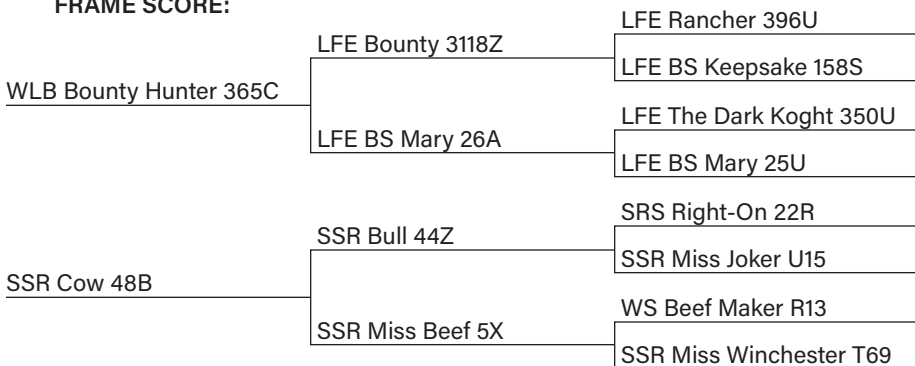 FRAME SCORE:
LFE Rancher 396U
LFE Bounty 3118Z
LFE BS Keepsake 158S
WLB Bounty Hunter 365C
LFE The Dark Koght 350U
LFE BS Mary 26A
LFE BS Mary 25U
SRS Right-On 22R
SSR Bull 44Z
SSR Miss Joker U15
SSR Cow 48B
WS Beef Maker R13
SSR Miss Beef 5X
SSR Miss Winchester T69